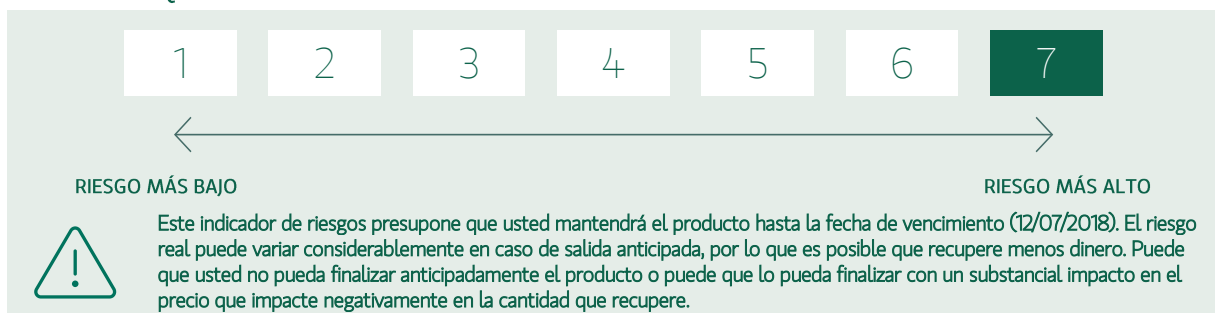 1 2 3 4 5 6 7
RIESGO MÁS BAJO RIESGO MÁS ALTO
Este indicador de riesgos presupone que usted mantendrá el producto hasta la fecha de vencimiento (12/07/2018). El riesgo
real puede variar considerablemente en caso de salida anticipada, por lo que es posible que recupere menos dinero. Puede
que usted no pueda finalizar anticipadamente el producto o puede que lo pueda finalizar con un substancial impacto en el
precio que impacte negativamente en la cantidad que recupere.